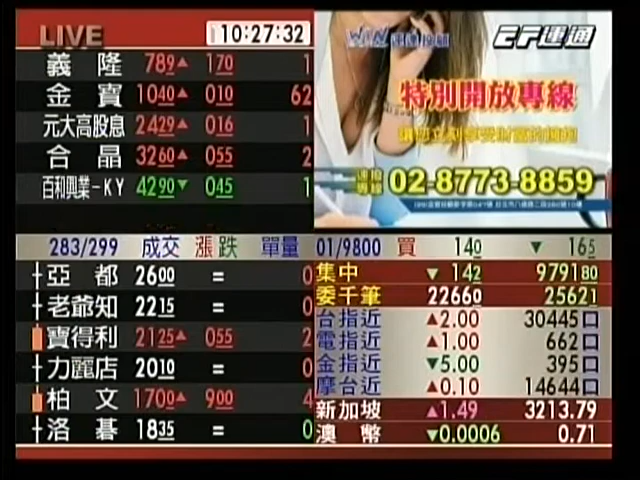 LIVE 10:27:32
義隆 789▲ 170 1
金寶 1040▲ 010 62
元大高股息 2429▲ 016 1
合晶 3260▲ 055 2
百和興業-KY 4290▼ 045 1
WIN
運通
特別開放專線
02-8773-8859
283/299 成交 漲跌 單量
亞都 2600 = 0
老爺知 2215 = 0
寶得利 2125▲ 055 2
力麗店 2010 = 0
柏文 1700▲ 900 4
洛碁 1835 = 0
01/9800 買 140 ▼ 165
集中 ▼ 142 979180
委千筆 22660 25621
台指近 ▲2.00 30445口
電指近 ▲1.00 662口
金指近 ▼5.00 395口
摩台近 ▲0.10 14644口
新加坡 ▲1.49 3213.79
澳幣 ▼0.0006 0.71